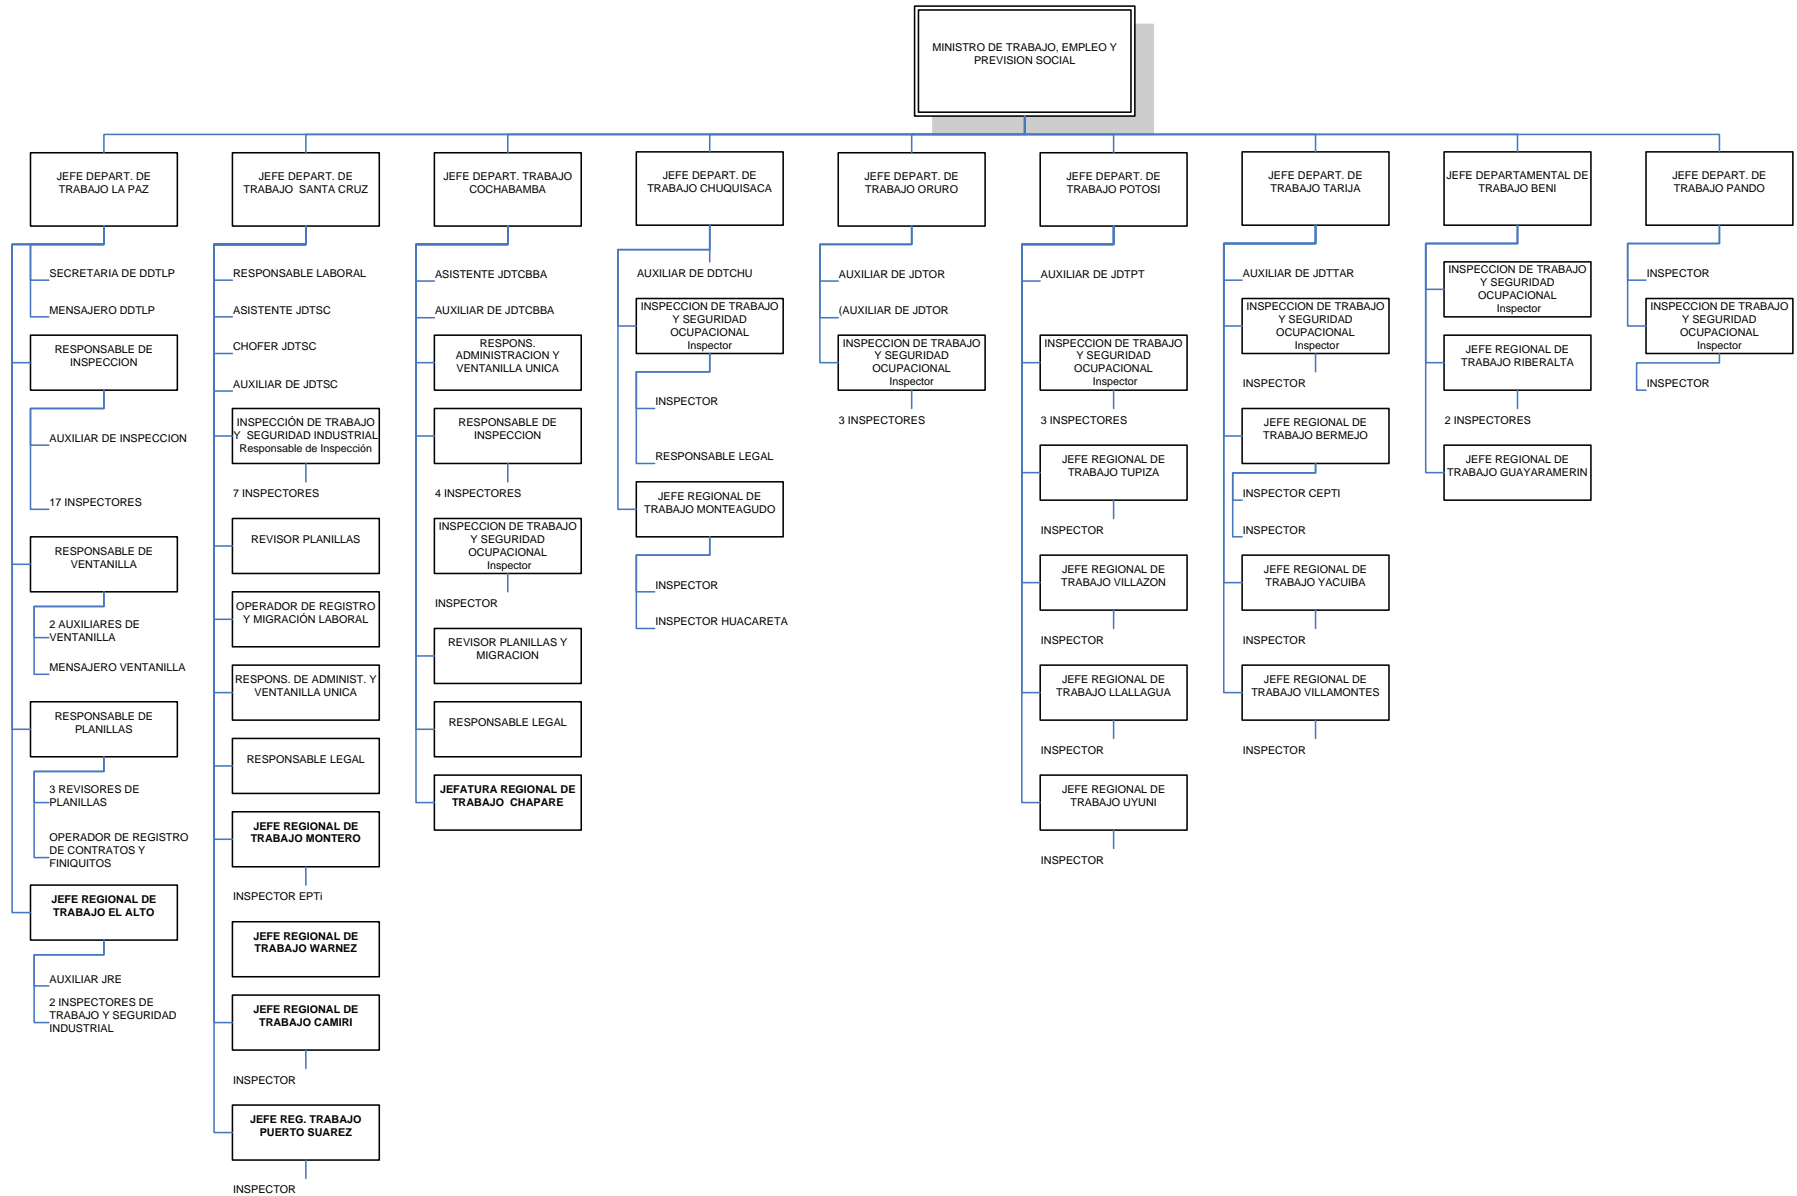 MINISTRO DE TRABAJO, EMPLEO Y
PREVISION SOCIAL
JEFE DEPART. DE
TRABAJO LA PAZ
SECRETARIA DE DDTLP
MENSAJERO DDTLP
RESPONSABLE DE
INSPECCION
AUXILIAR DE INSPECCION
17 INSPECTORES
RESPONSABLE DE
VENTANILLA
2 AUXILIARES DE
VENTANILLA
MENSAJERO VENTANILLA
RESPONSABLE DE
PLANILLAS
3 REVISORES DE
PLANILLAS
OPERADOR DE REGISTRO
DE CONTRATOS Y
FINIQUITOS
JEFE REGIONAL DE
TRABAJO EL ALTO
AUXILIAR JRE
2 INSPECTORES DE
TRABAJO Y SEGURIDAD
INDUSTRIAL
JEFE DEPART. DE
TRABAJO SANTA CRUZ
RESPONSABLE LABORAL
ASISTENTE JDTSC
CHOFER JDTSC
AUXILIAR DE JDTSC
INSPECCIÓN DE TRABAJO
Y SEGURIDAD INDUSTRIAL
Responsable de Inspección
7 INSPECTORES
REVISOR PLANILLAS
OPERADOR DE REGISTRO
Y MIGRACIÓN LABORAL
RESPONS. DE ADMINIST. Y
VENTANILLA UNICA
RESPONSABLE LEGAL
JEFE REGIONAL DE
TRABAJO MONTERO
INSPECTOR EPTi
JEFE REGIONAL DE
TRABAJO WARNEZ
JEFE REGIONAL DE
TRABAJO CAMIRI
INSPECTOR
JEFE REG. TRABAJO
PUERTO SUAREZ
INSPECTOR
JEFE DEPART. TRABAJO
COCHABAMBA
ASISTENTE JDTCBBA
AUXILIAR DE JDTCBBA
RESPONS.
ADMINISTRACION Y
VENTANILLA UNICA
RESPONSABLE DE
INSPECCION
4 INSPECTORES
INSPECCION DE TRABAJO
Y SEGURIDAD
OCUPACIONAL
Inspector
INSPECTOR
REVISOR PLANILLAS Y
MIGRACION
RESPONSABLE LEGAL
JEFATURA REGIONAL DE
TRABAJO CHAPARE
JEFE DEPART. DE
TRABAJO CHUQUISACA
AUXILIAR DE DDTCHU
INSPECCION DE TRABAJO
Y SEGURIDAD
OCUPACIONAL
Inspector
INSPECTOR
RESPONSABLE LEGAL
JEFE REGIONAL DE
TRABAJO MONTEAGUDO
INSPECTOR
INSPECTOR HUACARETA
JEFE DEPART. DE
TRABAJO ORURO
AUXILIAR DE JDTOR
(AUXILIAR DE JDTOR
INSPECCION DE TRABAJO
Y SEGURIDAD
OCUPACIONAL
Inspector
3 INSPECTORES
JEFE DEPART. DE
TRABAJO POTOSI
AUXILIAR DE JDTPT
INSPECCION DE TRABAJO
Y SEGURIDAD
OCUPACIONAL
Inspector
3 INSPECTORES
JEFE REGIONAL DE
TRABAJO TUPIZA
INSPECTOR
JEFE REGIONAL DE
TRABAJO VILLAZON
INSPECTOR
JEFE REGIONAL DE
TRABAJO LLALLAGUA
INSPECTOR
JEFE REGIONAL DE
TRABAJO UYUNI
INSPECTOR
JEFE DEPART. DE
TRABAJO TARIJA
AUXILIAR DE JDTTAR
INSPECCION DE TRABAJO
Y SEGURIDAD
OCUPACIONAL
Inspector
INSPECTOR
JEFE REGIONAL DE
TRABAJO BERMEJO
INSPECTOR CEPTI
INSPECTOR
JEFE REGIONAL DE
TRABAJO YACUIBA
INSPECTOR
JEFE REGIONAL DE
TRABAJO VILLAMONTES
INSPECTOR
JEFE DEPARTAMENTAL DE
TRABAJO BENI
INSPECCION DE TRABAJO
Y SEGURIDAD
OCUPACIONAL
Inspector
JEFE REGIONAL DE
TRABAJO RIBERALTA
2 INSPECTORES
JEFE REGIONAL DE
TRABAJO GUAYARAMERIN
JEFE DEPART. DE
TRABAJO PANDO
INSPECTOR
INSPECCION DE TRABAJO
Y SEGURIDAD
OCUPACIONAL
Inspector
INSPECTOR